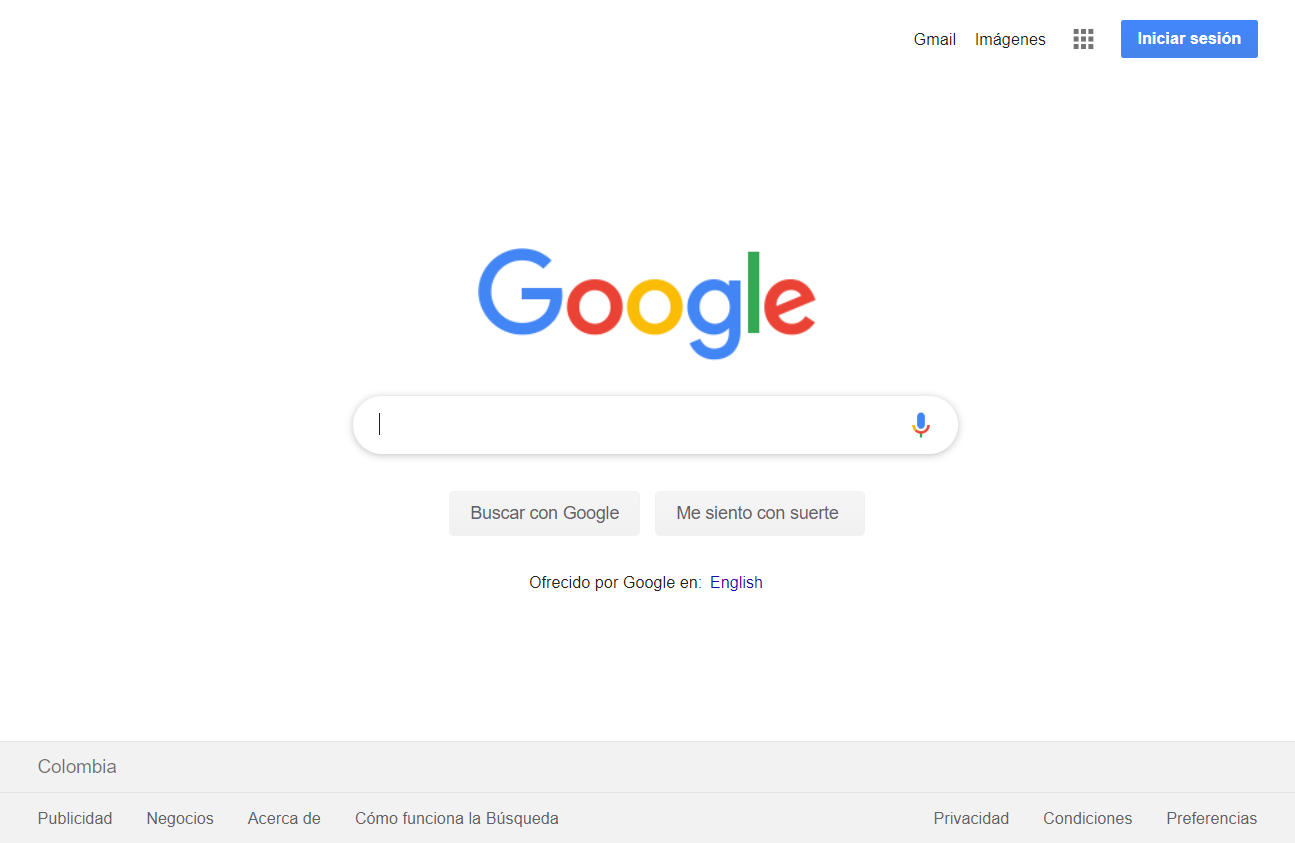 Gmail Imágenes Iniciar sesión
Google
Buscar con Google Me siento con suerte
Ofrecido por Google en: English
Colombia
Publicidad Negocios Acerca de Cómo funciona la Búsqueda Privacidad Condiciones Preferencias